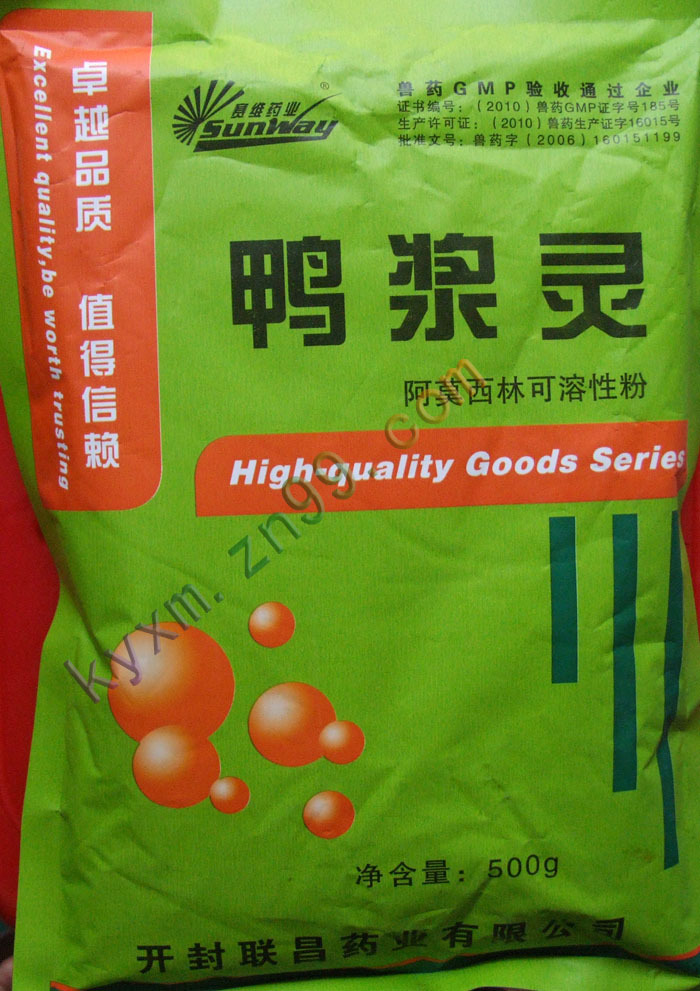 卓越品质 值得信赖
Excellent quality,be worth trusting
赛维药业
®
Sunway
兽药GMP验收通过企业
证书编号：（2010）兽药GMP证字号185号
生产许可证：（2010）兽药生产证字16015号
批准文号：兽药字（2006）160151199
鸭浆灵
阿莫西林可溶性粉
High-quality Goods Series
kyxm.zn99.com
净含量：500g
开封联昌药业有限公司